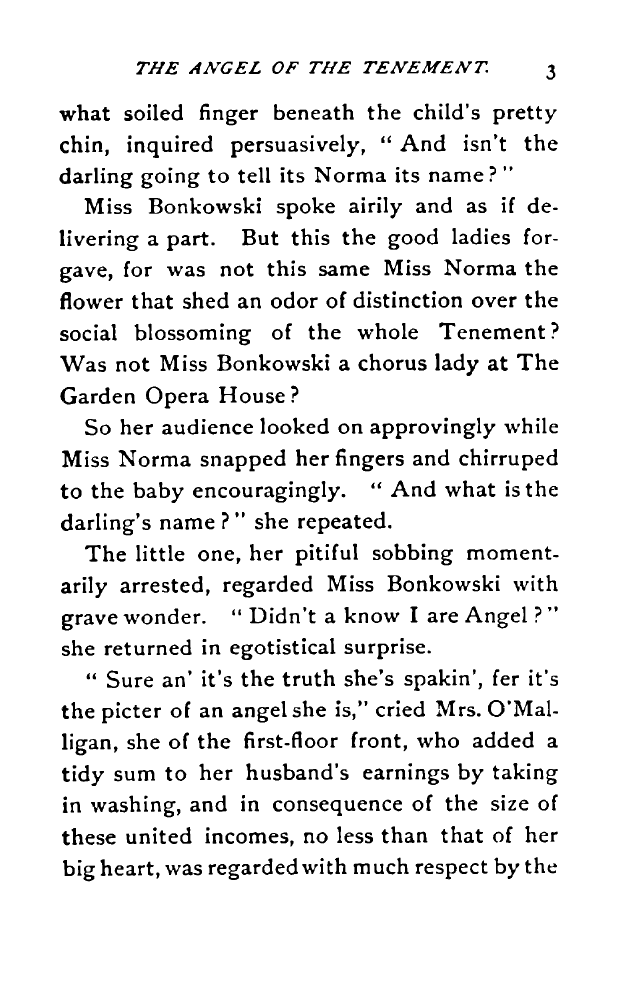 THE ANGEL OF THE TENEMENT. 3
what soiled finger beneath the child's pretty
chin, inquired persuasively, “ And isn't the
darling going to tell its Norma its name ? ”
Miss Bonkowski spoke airily and as if de-
livering a part. But this the good ladies for-
gave, for was not this same Miss Norma the
flower that shed an odor of distinction over the
social blossoming of the whole Tenement ?
Was not Miss Bonkowski a chorus lady at The
Garden Opera House ?
So her audience looked on approvingly while
Miss Norma snapped her fingers and chirruped
to the baby encouragingly. “ And what is the
darling's name ? ” she repeated.
The little one, her pitiful sobbing moment-
arily arrested, regarded Miss Bonkowski with
grave wonder. “ Didn't a know I are Angel ? ”
she returned in egotistical surprise.
“ Sure an' it's the truth she's spakin', fer it's
the picter of an angel she is,” cried Mrs. O'Mal-
ligan, she of the first-floor front, who added a
tidy sum to her husband's earnings by taking
in washing, and in consequence of the size of
these united incomes, no less than that of her
big heart, was regarded with much respect by the